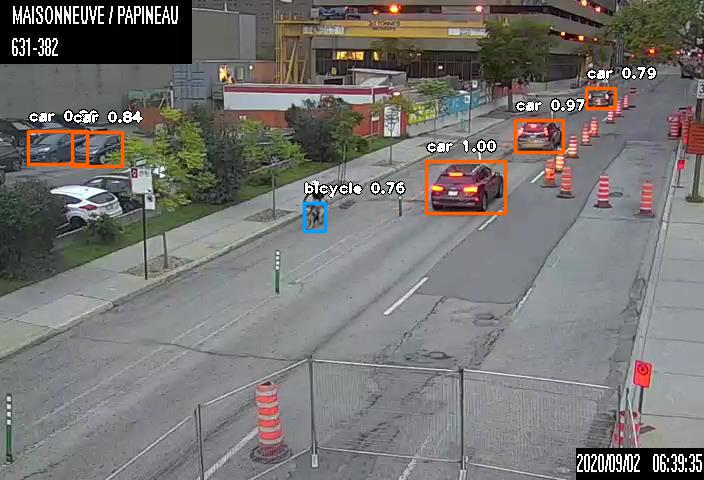 MAISONNEUVE / PAPINEAU
631-382
car 0.79
car 0.97
car 0.84
car 1.00
bicycle 0.76
2020/09/02 06:39:35